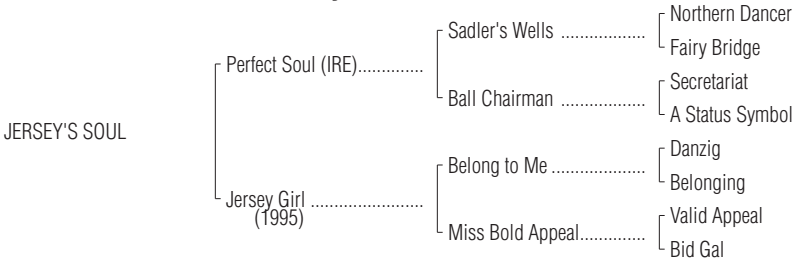 Northern Dancer
Sadler's Wells ..................
Fairy Bridge
Perfect Soul (IRE)..............
Secretariat
Ball Chairman ..................
A Status Symbol
JERSEY'S SOUL
Danzig
Belong to Me ....................
Belonging
Jersey Girl ........................
(1995)
Valid Appeal
Miss Bold Appeal..............
Bid Gal